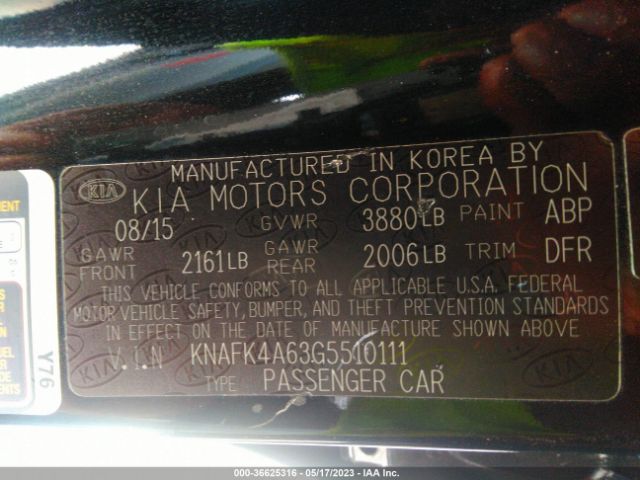 MANUFACTURED IN KOREA BY
KIA KIA MOTORS CORPORATION
08/15 GVWR 3880LB PAINT ABP
GAWR FRONT 2161LB GAWR REAR 2006LB TRIM DFR
THIS VEHICLE CONFORMS TO ALL APPLICABLE U.S.A. FEDERAL
MOTOR VEHICLE SAFETY, BUMPER, AND THEFT PREVENTION STANDARDS
IN EFFECT ON THE DATE OF MANUFACTURE SHOWN ABOVE
V.I.N KNAFK4A63G5510111
TYPE PASSENGER CAR
Y76
000-36625316 - 05/17/2023 - IAA Inc.